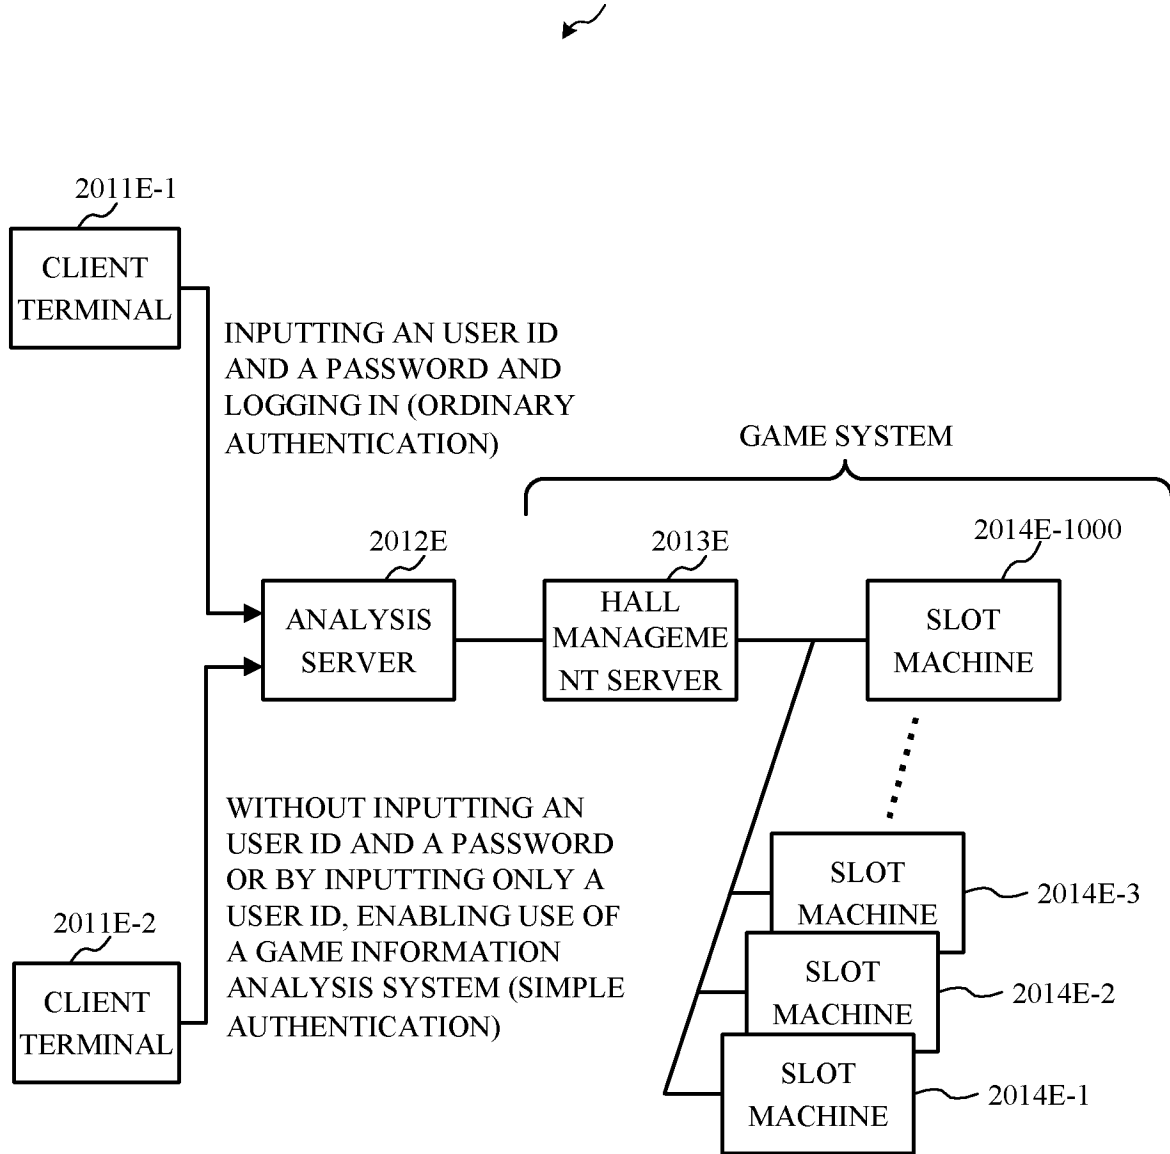 2011E-1
CLIENT
TERMINAL
INPUTTING AN USER ID
AND A PASSWORD AND
LOGGING IN (ORDINARY
AUTHENTICATION)
GAME SYSTEM
2012E
ANALYSIS
SERVER
2013E
HALL
MANAGEME
NT SERVER
2014E-1000
SLOT
MACHINE
WITHOUT INPUTTING AN
USER ID AND A PASSWORD
OR BY INPUTTING ONLY A
USER ID, ENABLING USE OF
A GAME INFORMATION
ANALYSIS SYSTEM (SIMPLE
AUTHENTICATION)
2011E-2
CLIENT
TERMINAL
SLOT
MACHINE
2014E-3
SLOT
MACHINE
2014E-2
SLOT
MACHINE
2014E-1